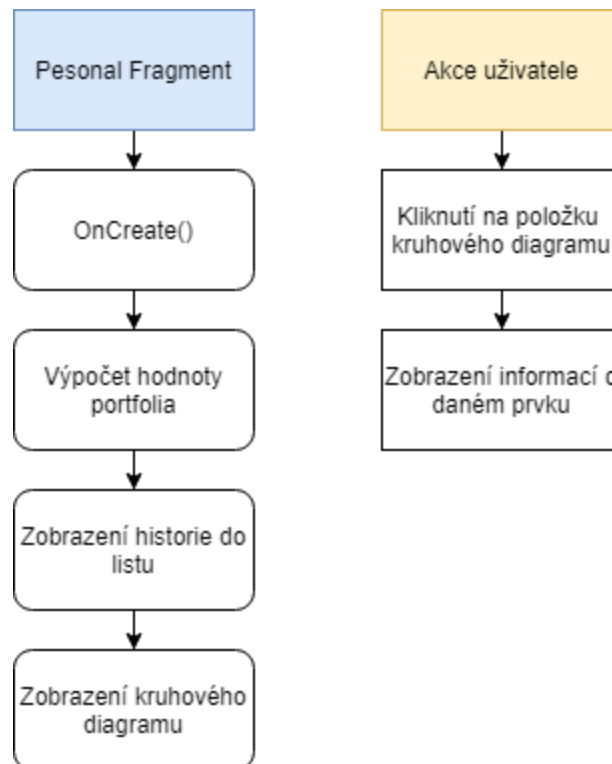 Pesonal Fragment
OnCreate()
Výpočet hodnoty
portfolia
Zobrazení historie do
listu
Zobrazení kruhového
diagramu
Akce uživatele
Kliknutí na položku
kruhového diagramu
Zobrazení informací o
daném prvku